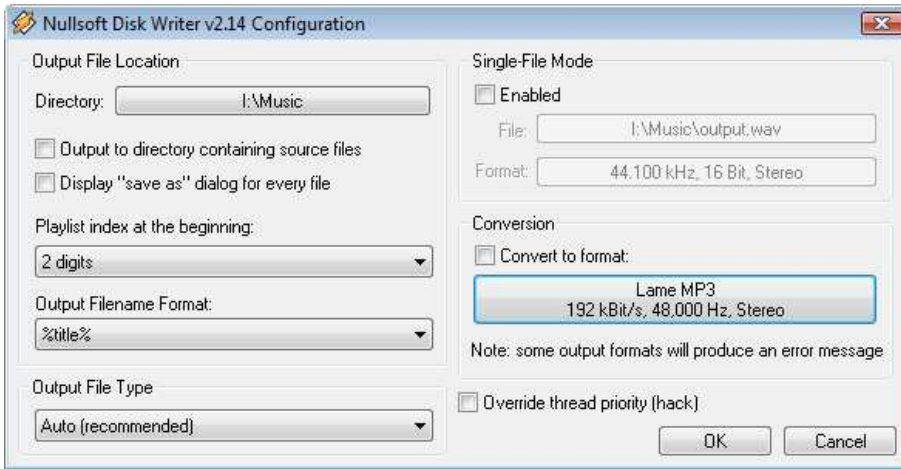 Nullsoft Disk Writer v2.14 Configuration
Output File Location
Directory: I:\Music
Output to directory containing source files
Display "save as" dialog for every file
Playlist index at the beginning:
2 digits
Output Filename Format:
%title%
Output File Type
Auto (recommended)
Single-File Mode
Enabled
File: I:\Music\output.wav
Format: 44.100 kHz, 16 Bit, Stereo
Conversion
Convert to format:
Lame MP3
192 kBit/s, 48,000 Hz, Stereo
Note: some output formats will produce an error message
Override thread priority (hack)
OK Cancel